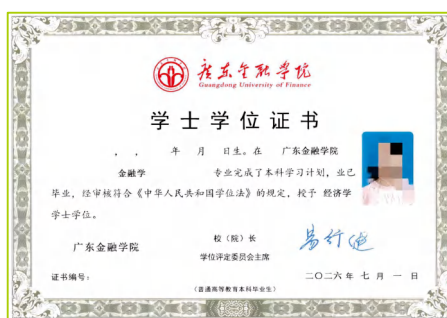 广东金融学院
Guangdong University of Finance
学士学位证书
， ， 年 月 日生。在 广东金融学院
金融学 专业完成了本科学习计划，业已
毕业，经审核符合《中华人民共和国学位法》的规定，授予 经济学
学士学位。
广东金融学院
校（院）长
学位评定委员会主席
证书编号：
二〇二六年 七 月 一 日
（普通高等教育本科毕业生）